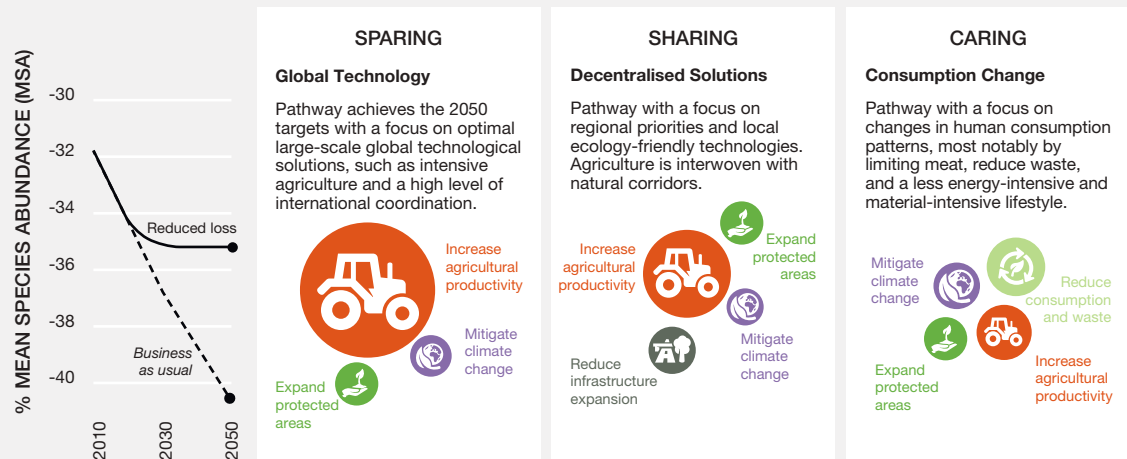 % MEAN SPECIES ABUNDANCE (MSA)
-30
-32
-34
-36
-38
-40
Reduced loss
Business
as usual
2010
2030
2050
SPARING
Global Technology
Pathway achieves the 2050
targets with a focus on optimal
large-scale global technological
solutions, such as intensive
agriculture and a high level of
international coordination.
Increase
agricultural
productivity
Mitigate
climate
change
Expand
protected
areas
SHARING
Decentralised Solutions
Pathway with a focus on
regional priorities and local
ecology-friendly technologies.
Agriculture is interwoven with
natural corridors.
Increase
agricultural
productivity
Expand
protected
areas
Mitigate
climate
change
Reduce
infrastructure
expansion
CARING
Consumption Change
Pathway with a focus on
changes in human consumption
patterns, most notably by
limiting meat, reduce waste,
and a less energy-intensive and
material-intensive lifestyle.
Mitigate
climate
change
Reduce
consumption
and waste
Expand
protected
areas
Increase
agricultural
productivity